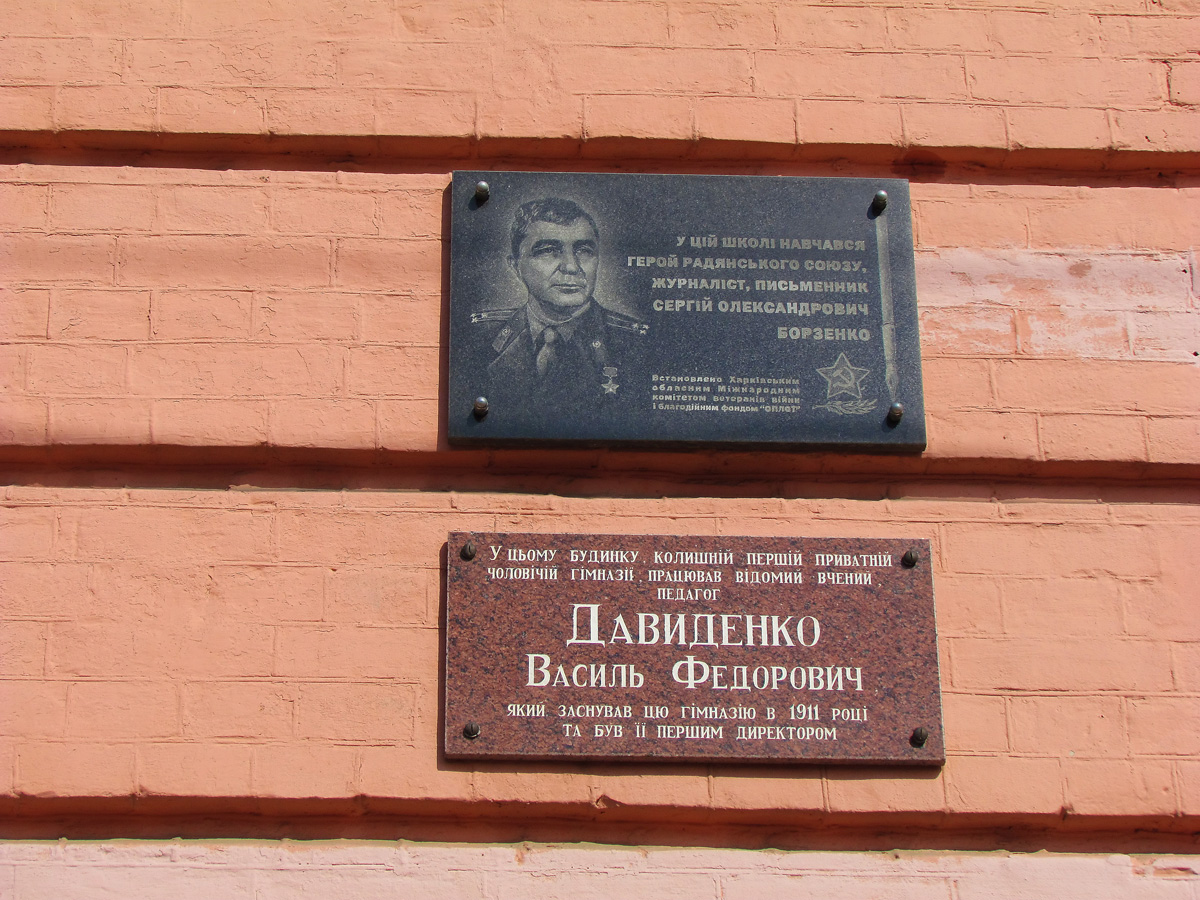 У ЦІЙ ШКОЛІ НАВЧАВСЯ
ГЕРОЙ РАДЯНСЬКОГО СОЮЗУ,
ЖУРНАЛІСТ, ПИСЬМЕННИК
СЕРГІЙ ОЛЕКСАНДРОВИЧ
БОРЗЕНКО
Встановлено Харківським
обласним Міжнародним
комітетом ветеранів війни
і благодійним фондом "ОПЛОТ"
У ЦЬОМУ БУДИНКУ, КОЛИШНІЙ ПЕРШІЙ ПРИВАТНІЙ
ЧОЛОВІЧІЙ ГІМНАЗІЇ, ПРАЦЮВАВ ВІДОМИЙ ВЧЕНИЙ,
ПЕДАГОГ
ДАВИДЕНКО
ВАСИЛЬ ФЕДОРОВИЧ
ЯКИЙ ЗАСНУВАВ ЦЮ ГІМНАЗІЮ В 1911 РОЦІ
ТА БУВ ЇЇ ПЕРШИМ ДИРЕКТОРОМ